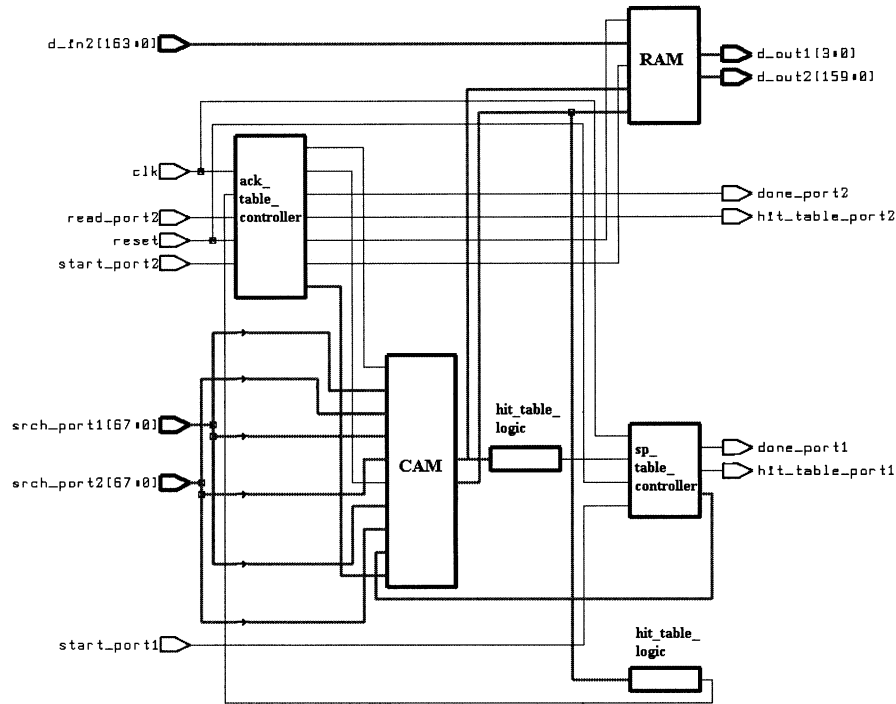 d_in2[163:0]
RAM
d_out1[3:0]
d_out2[159:0]
clk
ack_
table_
controller
read_port2
reset
start_port2
done_port2
hit_table_port2
srch_port1[67:0]
srch_port2[67:0]
CAM
hit_table_
logic
sp_
table_
controller
done_port1
hit_table_port1
start_port1
hit_table_
logic